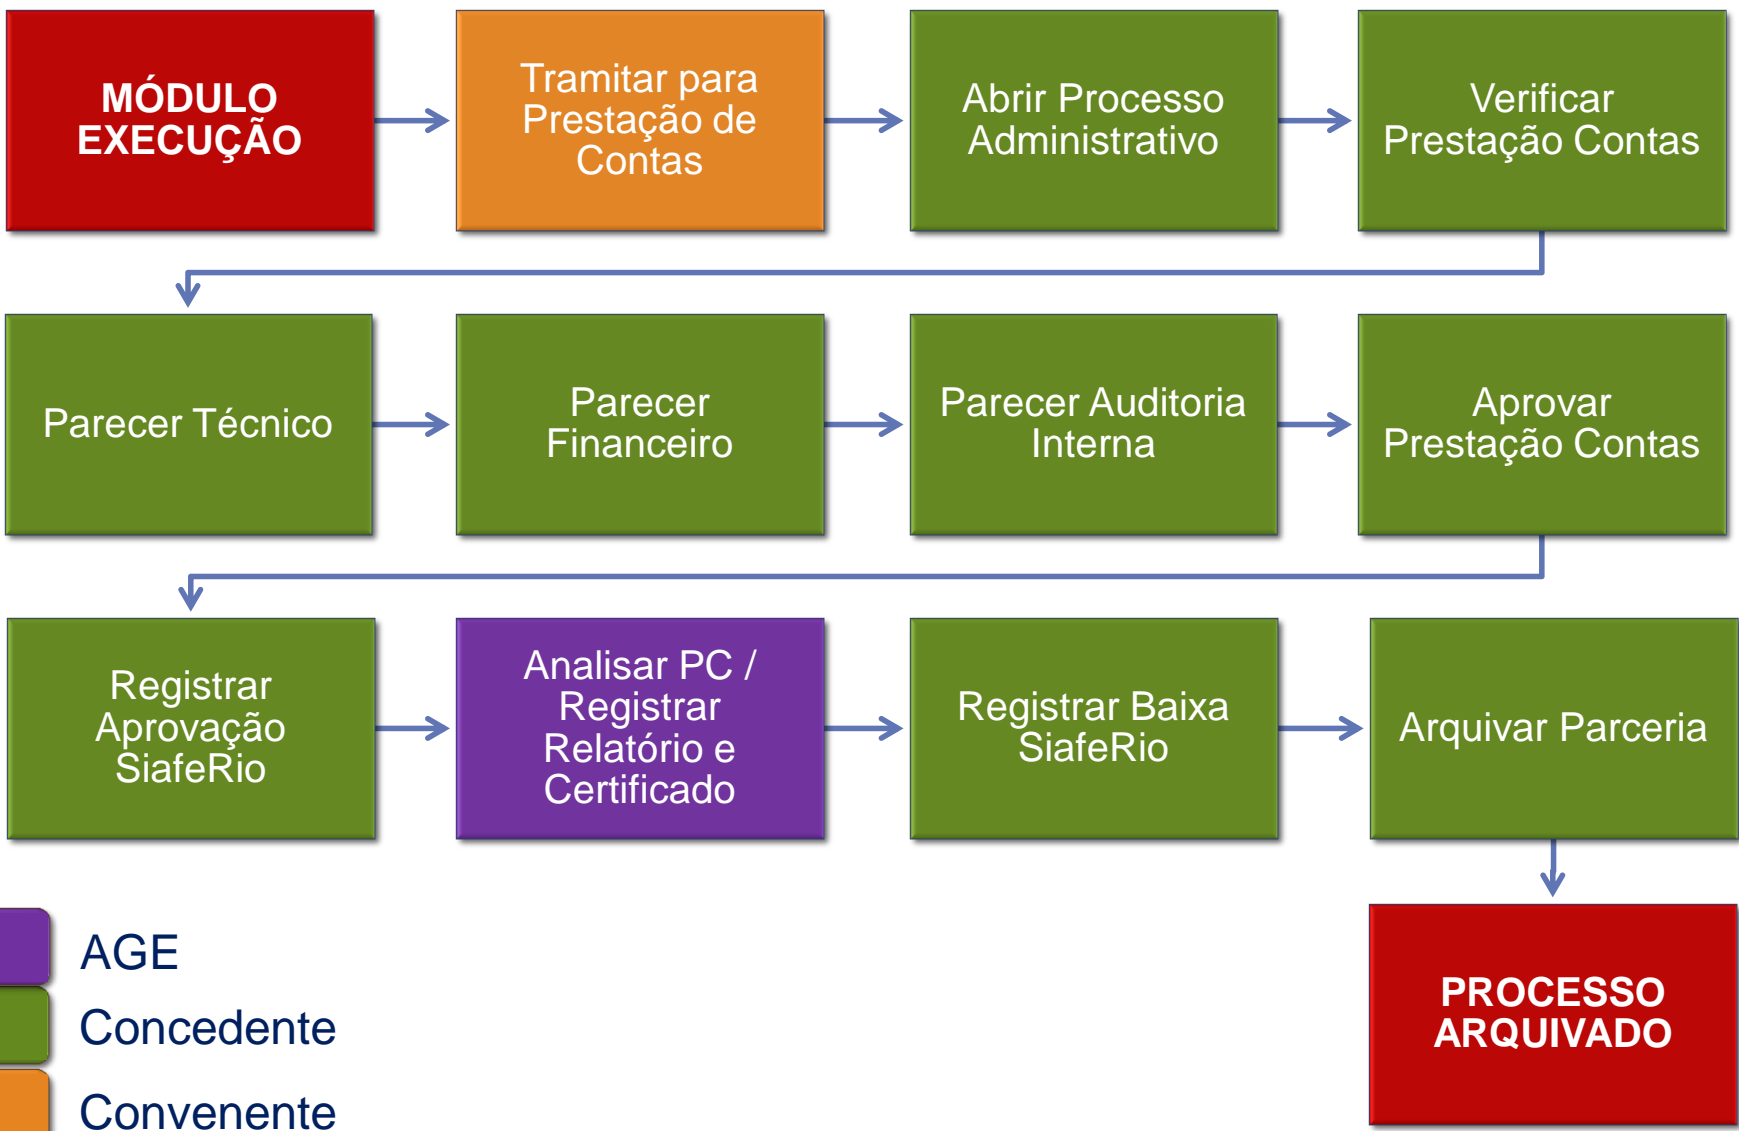 MÓDULO
EXECUÇÃO
Tramitar para
Prestação de
Contas
Abrir Processo
Administrativo
Verificar
Prestação Contas
Parecer Técnico
Parecer
Financeiro
Parecer Auditoria
Interna
Aprovar
Prestação Contas
Registrar
Aprovação
SiafeRio
Analisar PC /
Registrar
Relatório e
Certificado
Registrar Baixa
SiafeRio
Arquivar Parceria
PROCESSO
ARQUIVADO
AGE
Concedente
Convenente